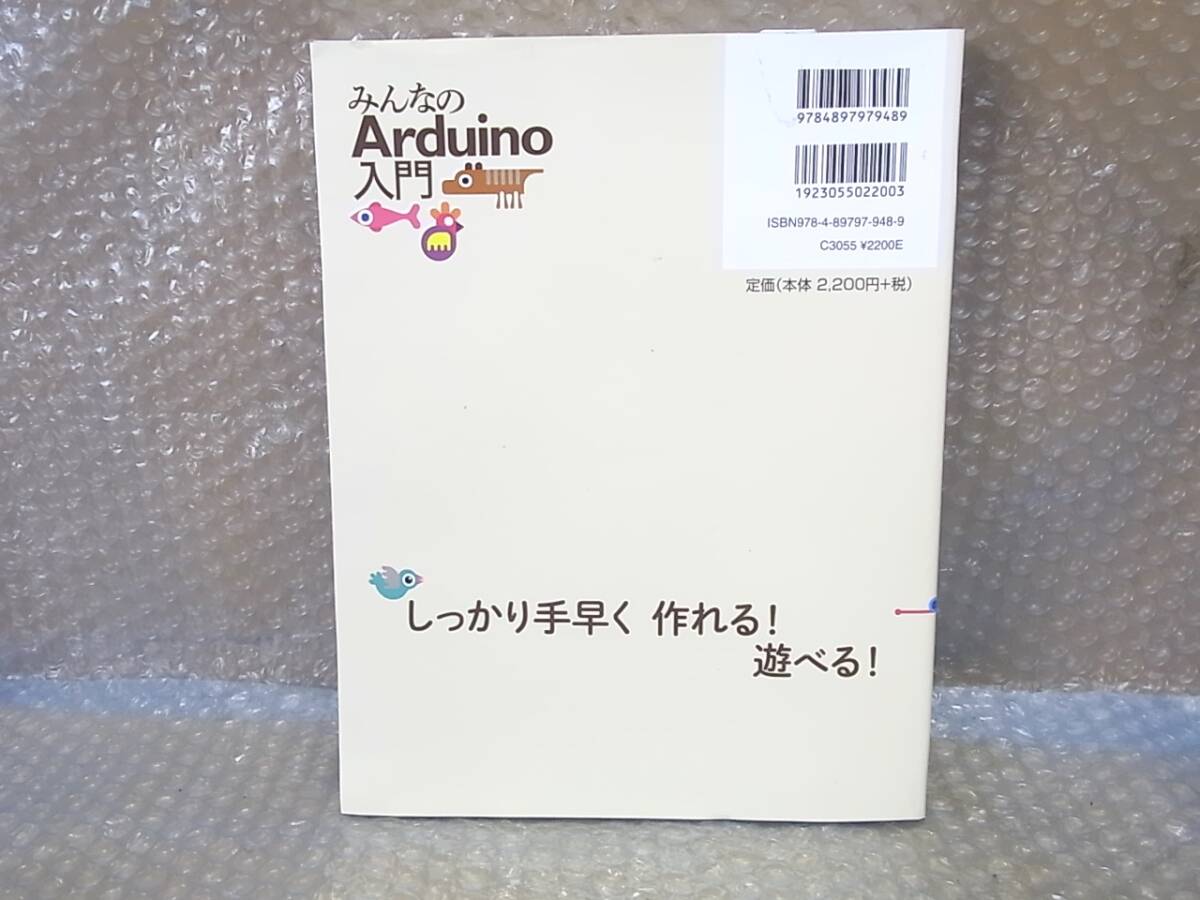 みんなの
Arduino
入門
9784897979489
1923055022003
ISBN978-4-89797-948-9
C3055 ¥2200E
定価(本体 2,200円+税)
しっかり手早く 作れる!
遊べる!